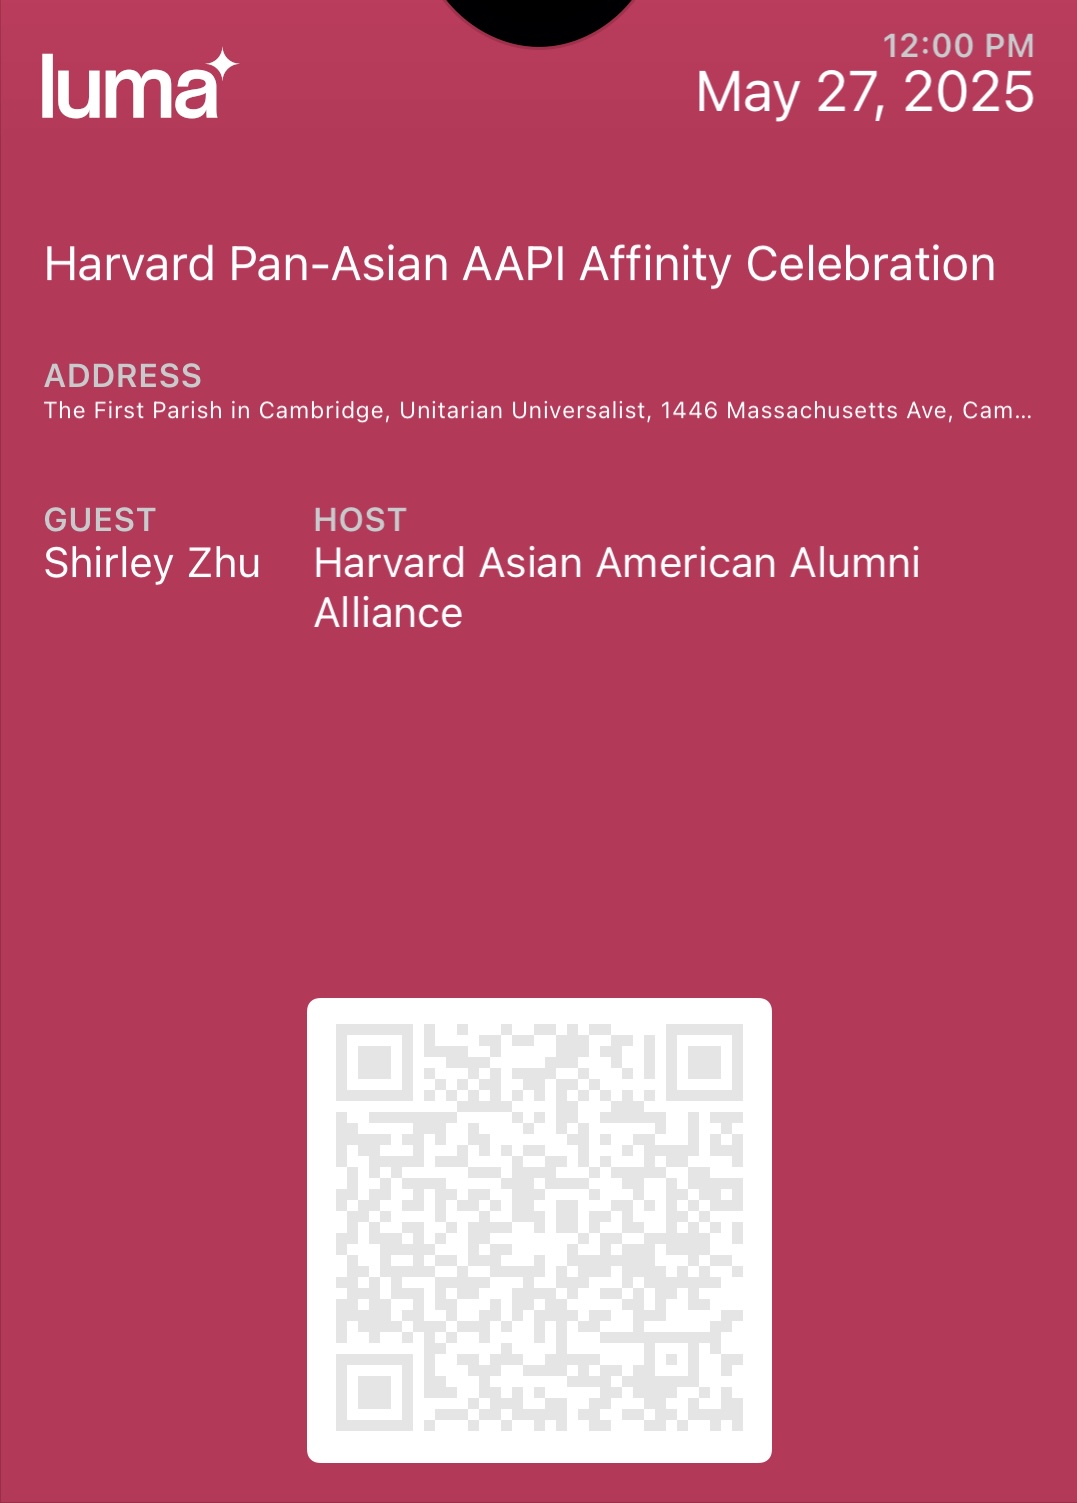 luma
12:00 PM
May 27, 2025
Harvard Pan-Asian AAPI Affinity Celebration
ADDRESS
The First Parish in Cambridge, Unitarian Universalist, 1446 Massachusetts Ave, Cam...
GUEST
Shirley Zhu
HOST
Harvard Asian American Alumni
Alliance